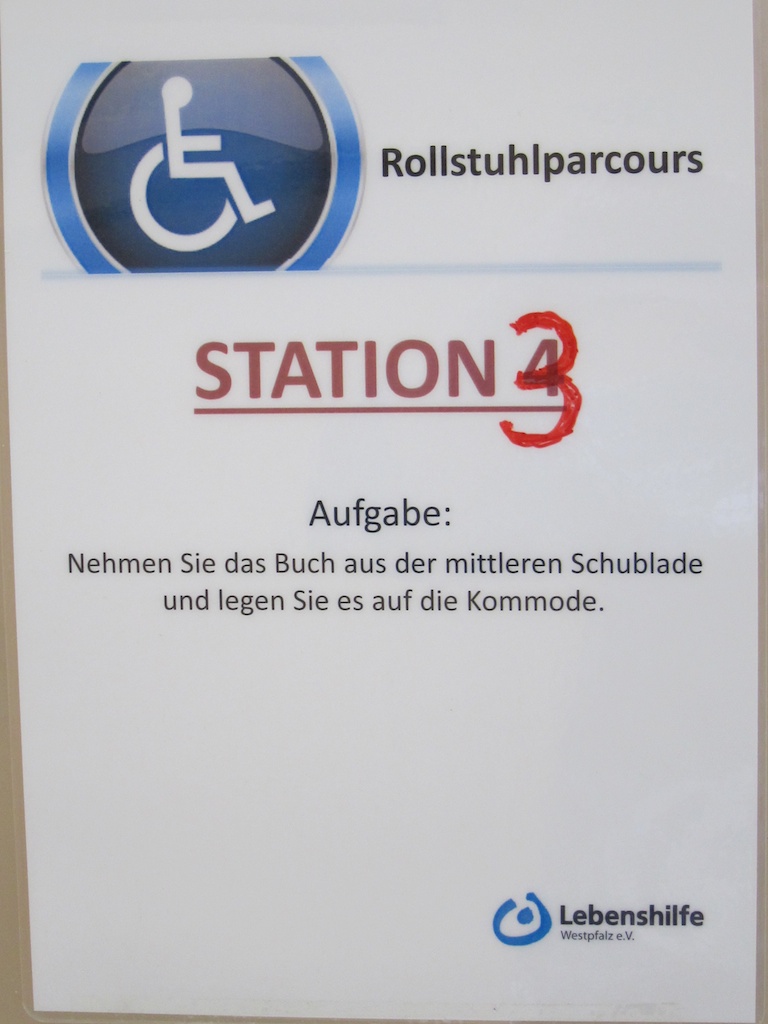 Rollstuhlparcours
STATION 4 3
Aufgabe:
Nehmen Sie das Buch aus der mittleren Schublade
und legen Sie es auf die Kommode.
Lebenshilfe
Westpfalz e.V.